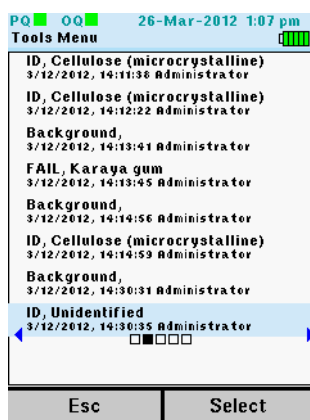 PQ OQ 26-Mar-2012 1:07 pm
Tools Menu
ID, Cellulose (microcrystalline)
3/12/2012, 14:11:38 Administrator
ID, Cellulose (microcrystalline)
3/12/2012, 14:12:22 Administrator
Background,
3/12/2012, 14:13:41 Administrator
FAIL, Karaya gum
3/12/2012, 14:13:45 Administrator
Background,
3/12/2012, 14:14:56 Administrator
ID, Cellulose (microcrystalline)
3/12/2012, 14:14:59 Administrator
Background,
3/12/2012, 14:30:31 Administrator
ID, Unidentified
3/12/2012, 14:30:35 Administrator
Esc Select